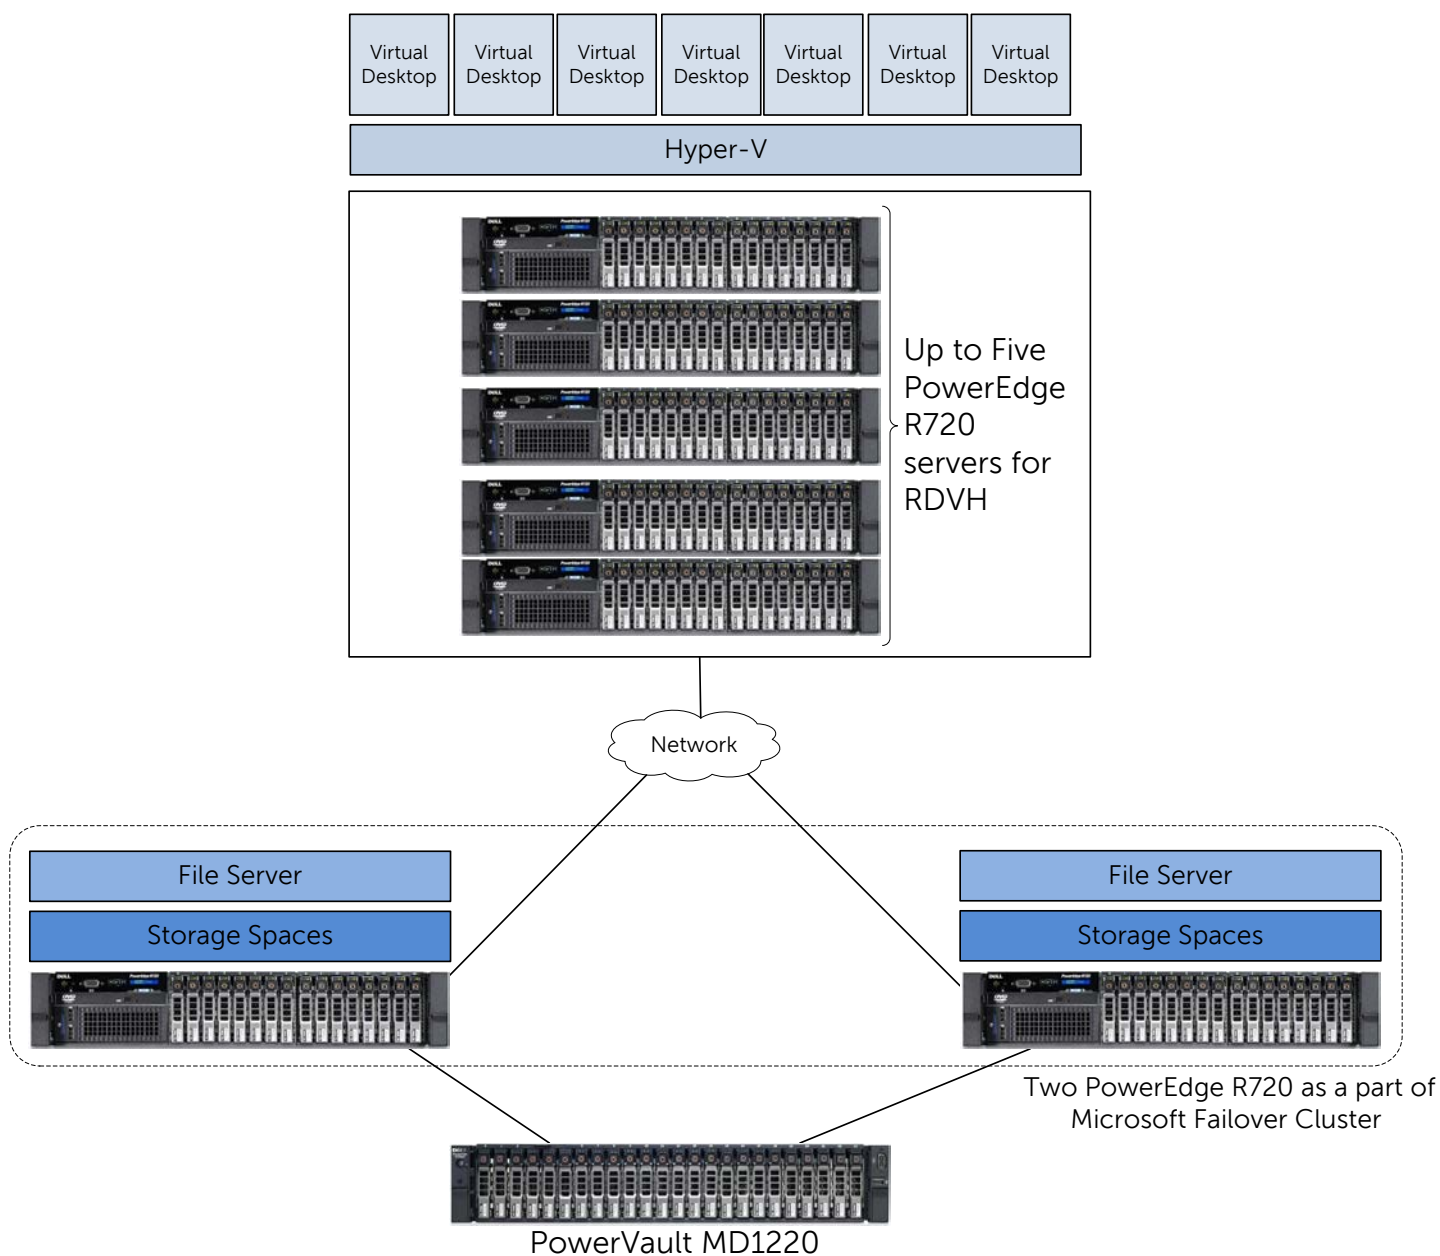 Virtual
Desktop
Virtual
Desktop
Virtual
Desktop
Virtual
Desktop
Virtual
Desktop
Virtual
Desktop
Virtual
Desktop
Hyper-V
Up to Five
PowerEdge
R720
servers for
RDVH
Network
File Server
Storage Spaces
File Server
Storage Spaces
Two PowerEdge R720 as a part of
Microsoft Failover Cluster
PowerVault MD1220